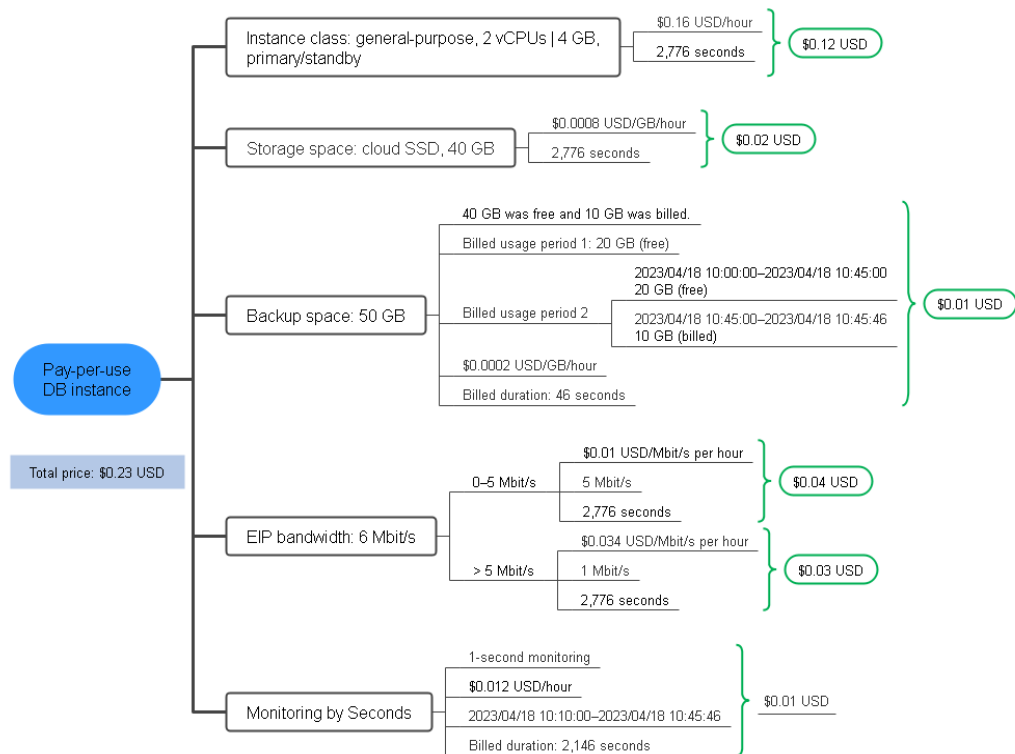 Pay-per-use
DB instance
Total price: $0.23 USD
Instance class: general-purpose, 2 vCPUs | 4 GB,
primary/standby
$0.16 USD/hour
2,776 seconds
$0.12 USD
Storage space: cloud SSD, 40 GB
$0.0008 USD/GB/hour
2,776 seconds
$0.02 USD
Backup space: 50 GB
40 GB was free and 10 GB was billed.
Billed usage period 1: 20 GB (free)
Billed usage period 2
2023/04/18 10:00:00–2023/04/18 10:45:00
20 GB (free)
2023/04/18 10:45:00–2023/04/18 10:45:46
10 GB (billed)
$0.0002 USD/GB/hour
Billed duration: 46 seconds
$0.01 USD
EIP bandwidth: 6 Mbit/s
0–5 Mbit/s
$0.01 USD/Mbit/s per hour
5 Mbit/s
2,776 seconds
$0.04 USD
> 5 Mbit/s
$0.034 USD/Mbit/s per hour
1 Mbit/s
2,776 seconds
$0.03 USD
Monitoring by Seconds
1-second monitoring
$0.012 USD/hour
2023/04/18 10:10:00–2023/04/18 10:45:46
Billed duration: 2,146 seconds
$0.01 USD